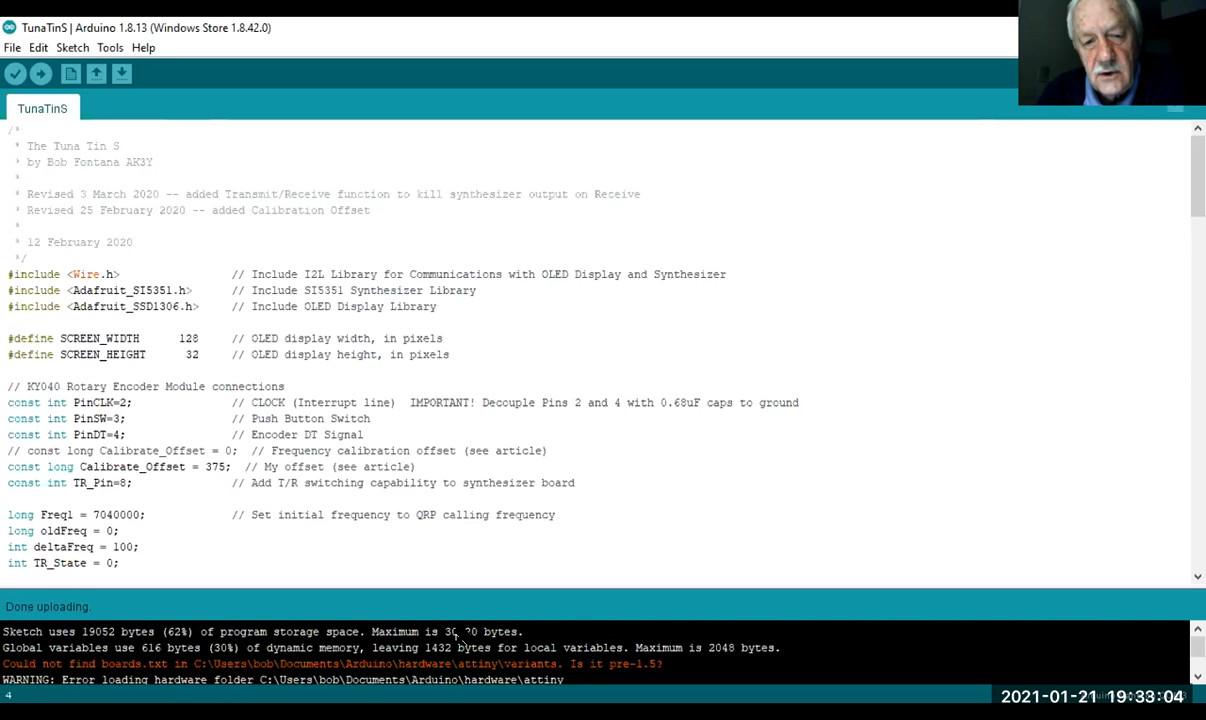 TunaTinS | Arduino 1.8.13 (Windows Store 1.8.42.0)
File Edit Sketch Tools Help
TunaTinS
/*
* The Tuna Tin S
* by Bob Fontana AK3Y
*
* Revised 3 March 2020 -- added Transmit/Receive function to kill synthesizer output on Receive
* Revised 25 February 2020 -- added Calibration Offset
*
* 12 February 2020
*/
#include <Wire.h> // Include I2L Library for Communications with OLED Display and Synthesizer
#include <Adafruit_SI5351.h> // Include SI5351 Synthesizer Library
#include <Adafruit_SSD1306.h> // Include OLED Display Library
#define SCREEN_WIDTH 128 // OLED display width, in pixels
#define SCREEN_HEIGHT 32 // OLED display height, in pixels
// KY040 Rotary Encoder Module connections
const int PinCLK=2; // CLOCK (Interrupt line) IMPORTANT! Decouple Pins 2 and 4 with 0.68uF caps to ground
const int PinSW=3; // Push Button Switch
const int PinDT=4; // Encoder DT Signal
// const long Calibrate_Offset = 0; // Frequency calibration offset (see article)
const long Calibrate_Offset = 375; // My offset (see article)
const int TR_Pin=8; // Add T/R switching capability to synthesizer board
long Freq1 = 7040000; // Set initial frequency to QRP calling frequency
long oldFreq = 0;
int deltaFreq = 100;
int TR_State = 0;
Done uploading.
Sketch uses 19052 bytes (62%) of program storage space. Maximum is bytes.
Global variables use 616 bytes (30%) of dynamic memory, leaving 1432 bytes for local variables. Maximum is 2048 bytes.
Could not find boards.txt in C:\Users\bob\Documents\Arduino\hardware\attiny\variants. Is it pre-1.5?
WARNING: Error loading hardware folder C:\Users\bob\Documents\Arduino\hardware\attiny
4
2021-01-21 19:33:04